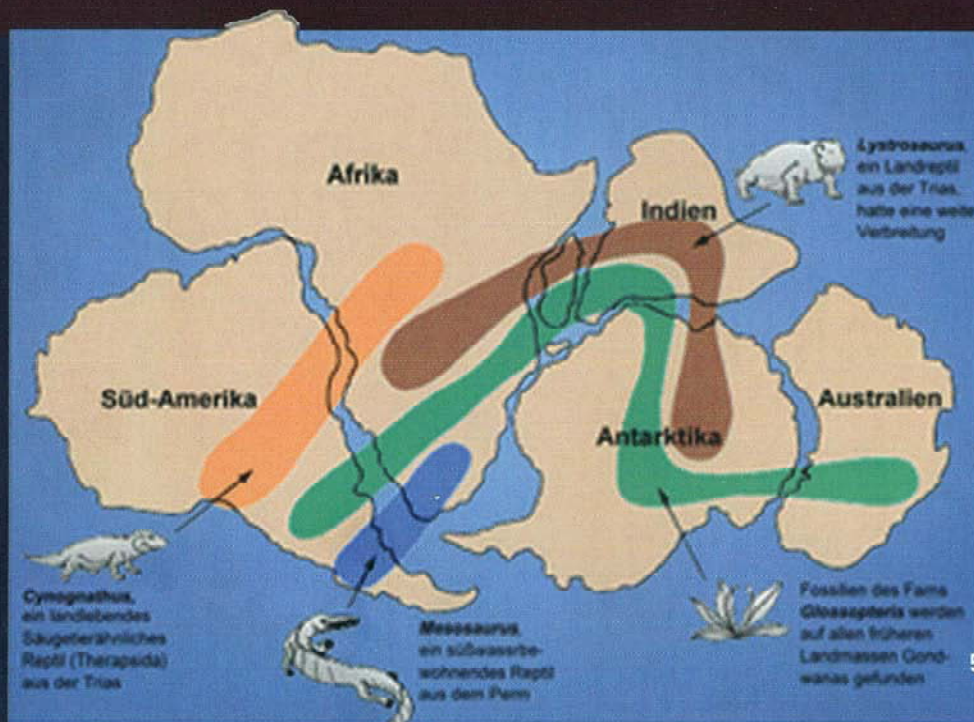 Afrika
Indien
Lystrosaurus,
ein Landreptil
aus der Trias,
hatte eine weite
Verbreitung
Süd-Amerika
Antarktika
Australien
Cynognathus,
ein landlebendes
Säugetierähnliches
Reptil (Therapsida)
aus der Trias
Mesosaurus,
ein süßwasserbe-
wohnendes Reptil
aus dem Perm
Fossilien des Farns
Glossopteris werden
auf allen früheren
Landmassen Gond-
wanas gefunden
5